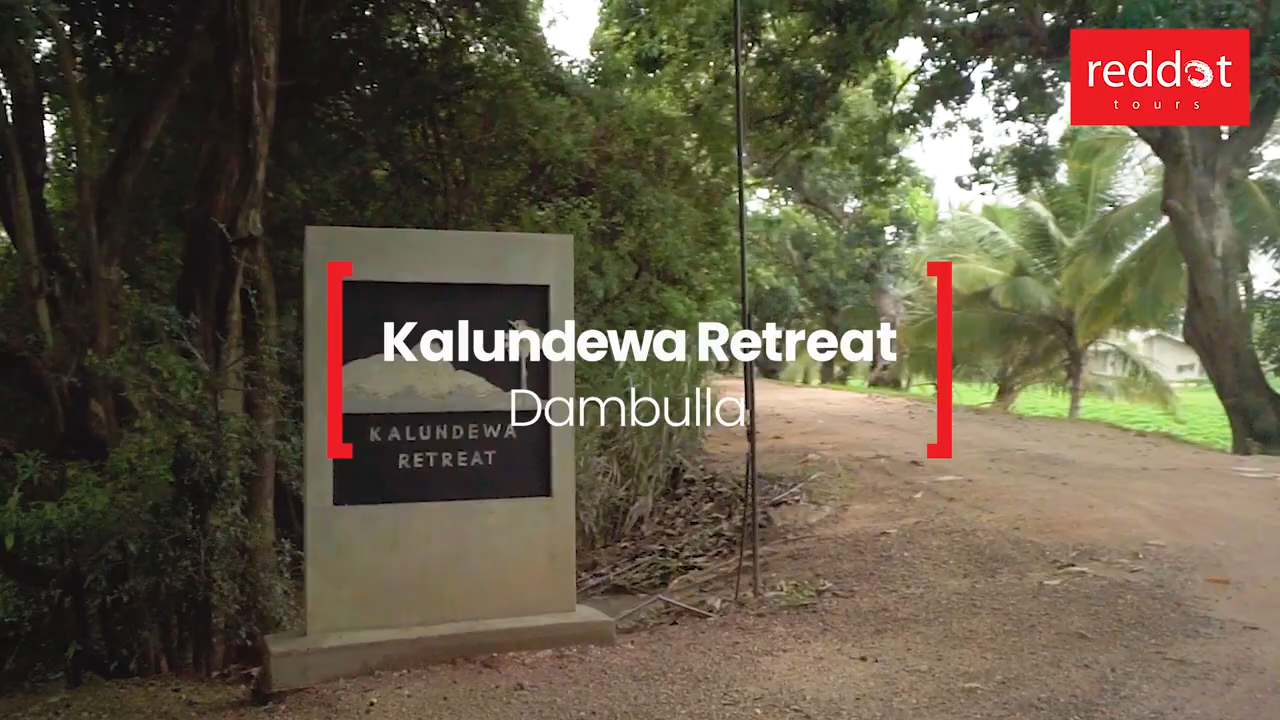 reddot
tours
Kalundewa Retreat
Dambulla
KALUNDEWA
RETREAT